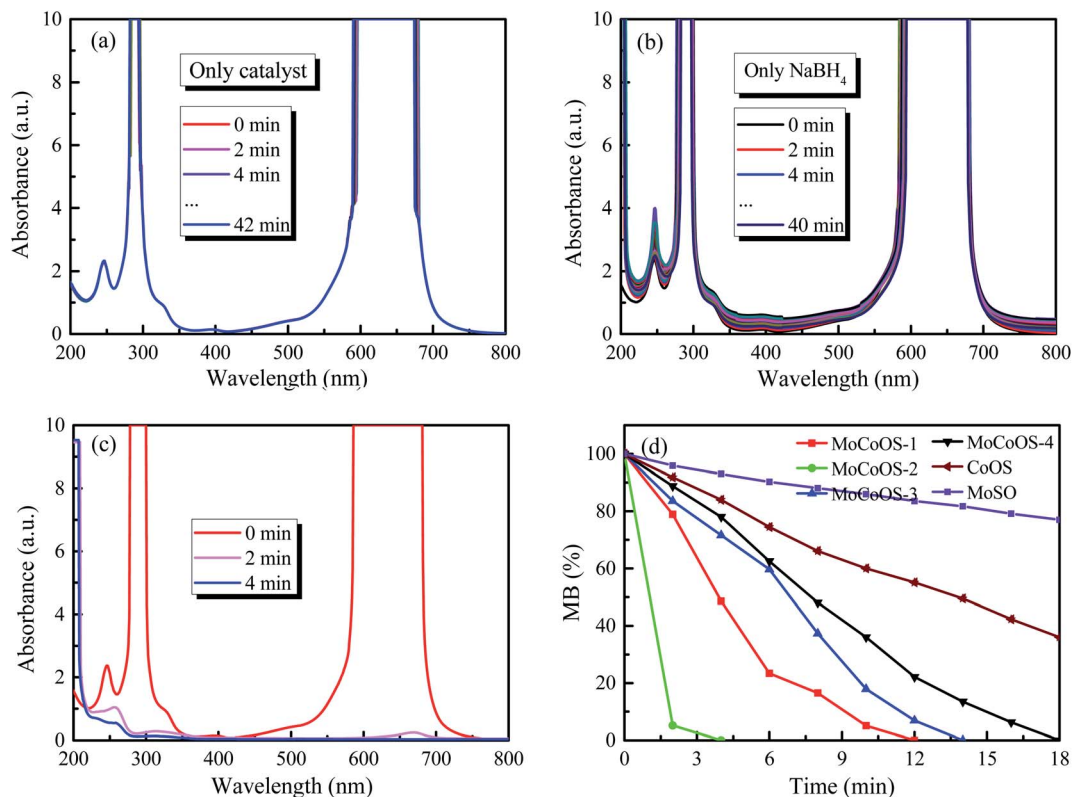 (a)
Only catalyst
0 min
2 min
4 min
...
42 min
Absorbance (a.u.)
10
8
6
4
2
0
200 300 400 500 600 700 800
Wavelength (nm)
(b)
Only NaBH₄
0 min
2 min
4 min
...
40 min
Absorbance (a.u.)
10
8
6
4
2
0
200 300 400 500 600 700 800
Wavelength (nm)
(c)
0 min
2 min
4 min
Absorbance (a.u.)
10
8
6
4
2
0
200 300 400 500 600 700 800
Wavelength (nm)
(d)
MoCoOS-1
MoCoOS-2
MoCoOS-3
MoCoOS-4
CoOS
MoSO
MB (%)
100
80
60
40
20
0
0 3 6 9 12 15 18
Time (min)